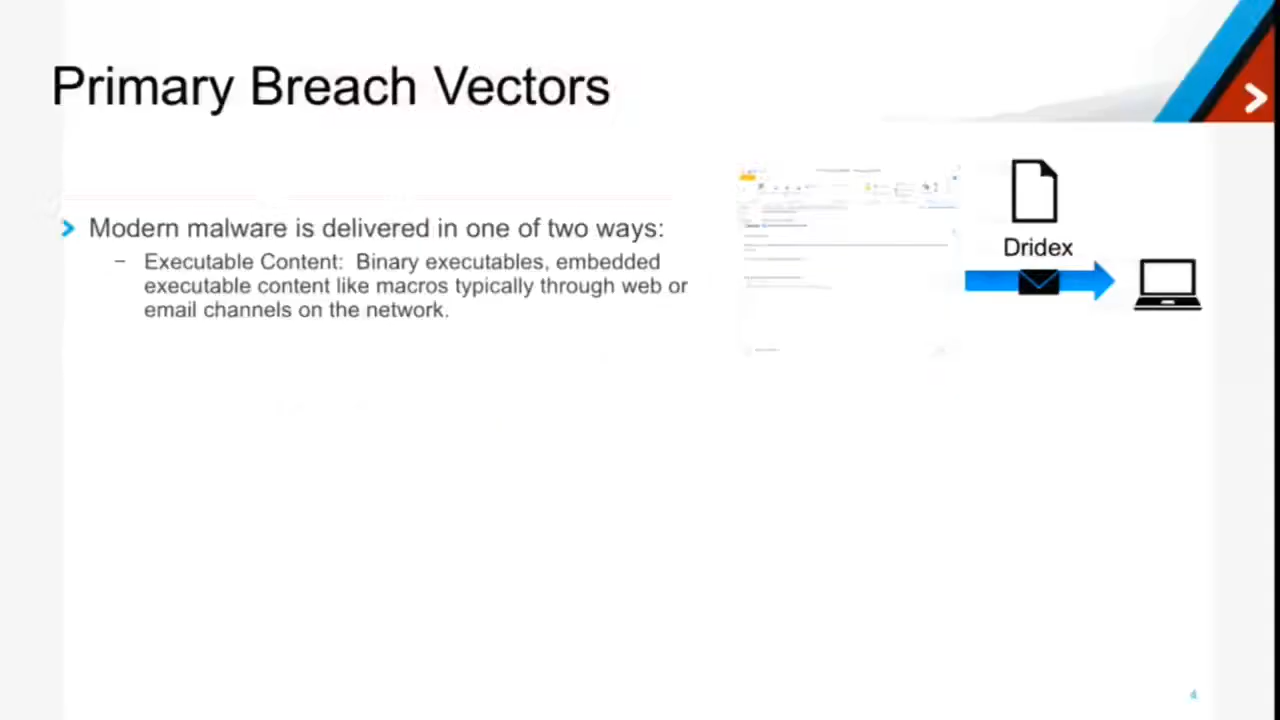 Primary Breach Vectors
Modern malware is delivered in one of two ways:
– Executable Content: Binary executables, embedded
executable content like macros typically through web or
email channels on the network.
Dridex
4